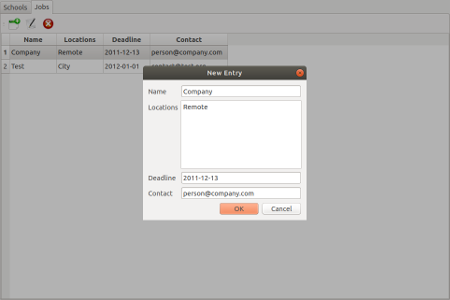 Schools Jobs
Name Locations Deadline Contact
1 Company Remote 2011-12-13 person@company.com
2 Test City 2012-01-01
New Entry
Name Company
Locations Remote
Deadline 2011-12-13
Contact person@company.com
OK Cancel